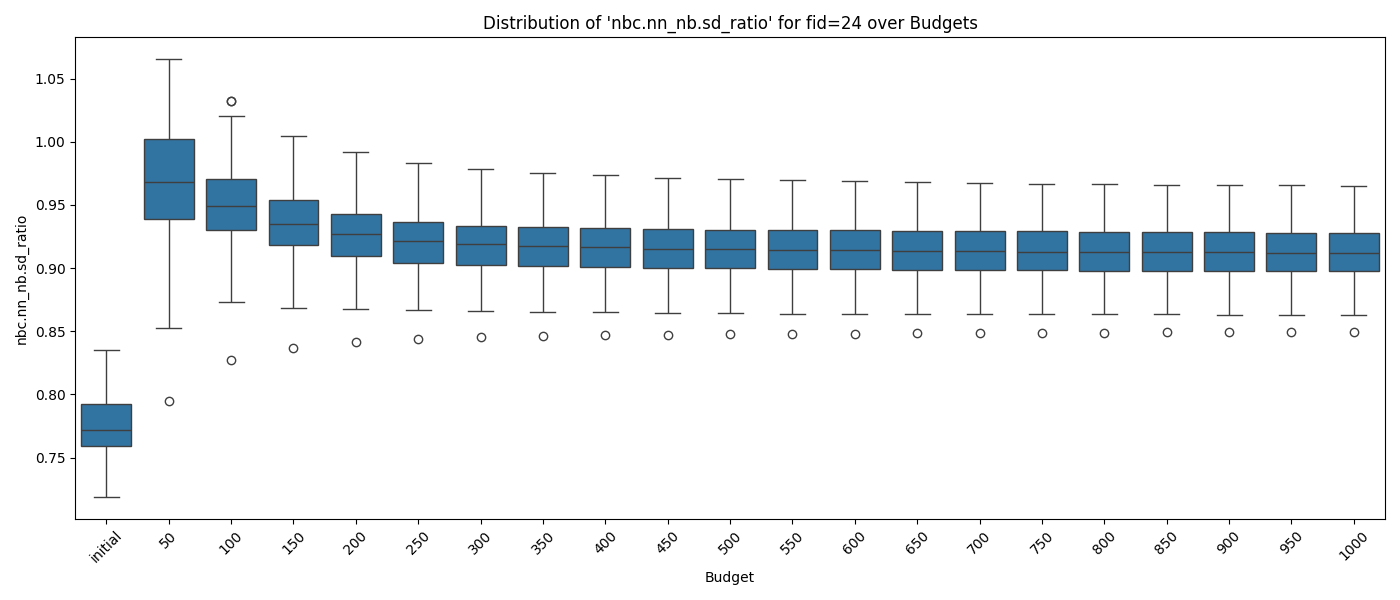 Distribution of 'nbc.nn_nb.sd_ratio' for fid=24 over Budgets
nbc.nn_nb.sd_ratio
1.05
1.00
0.95
0.90
0.85
0.80
0.75
initial 50 100 150 200 250 300 350 400 450 500 550 600 650 700 750 800 850 900 950 1000
Budget